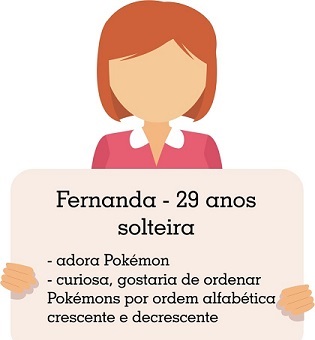 Fernanda - 29 anos
solteira
- adora Pokémon
- curiosa, gostaria de ordenar
Pokémons por ordem alfabética
crescente e decrescente